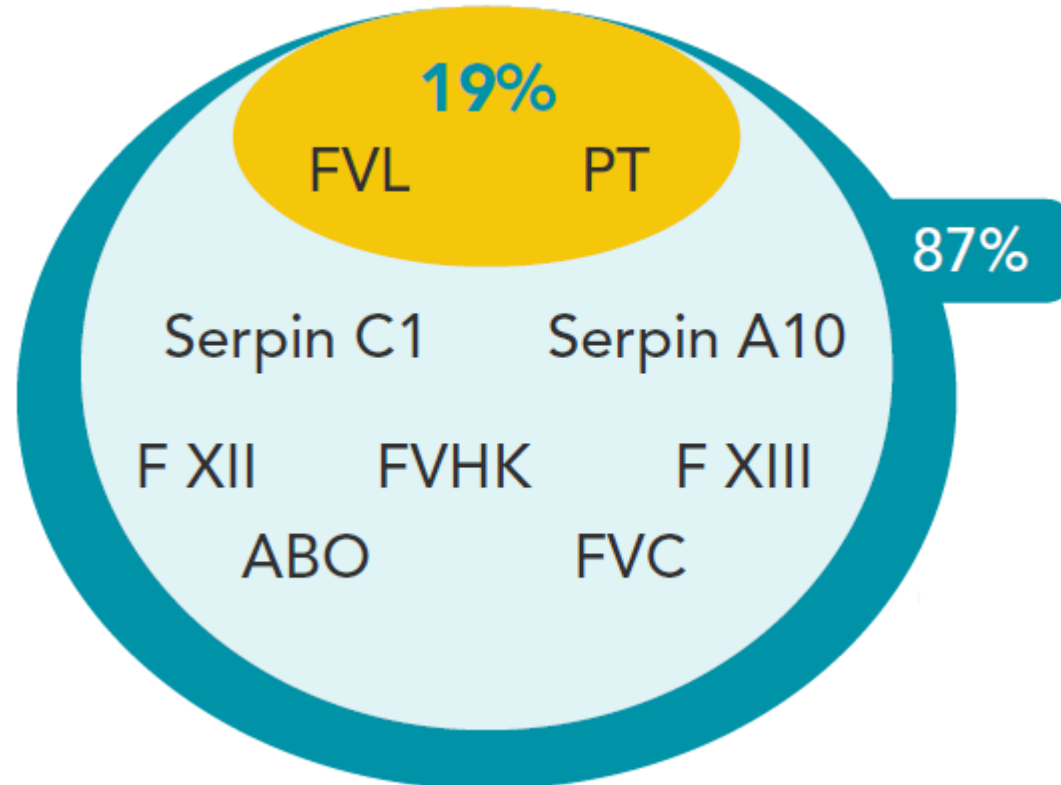 19%
FVL PT
87%
Serpin C1 Serpin A10
F XII FVHK F XIII
ABO FVC